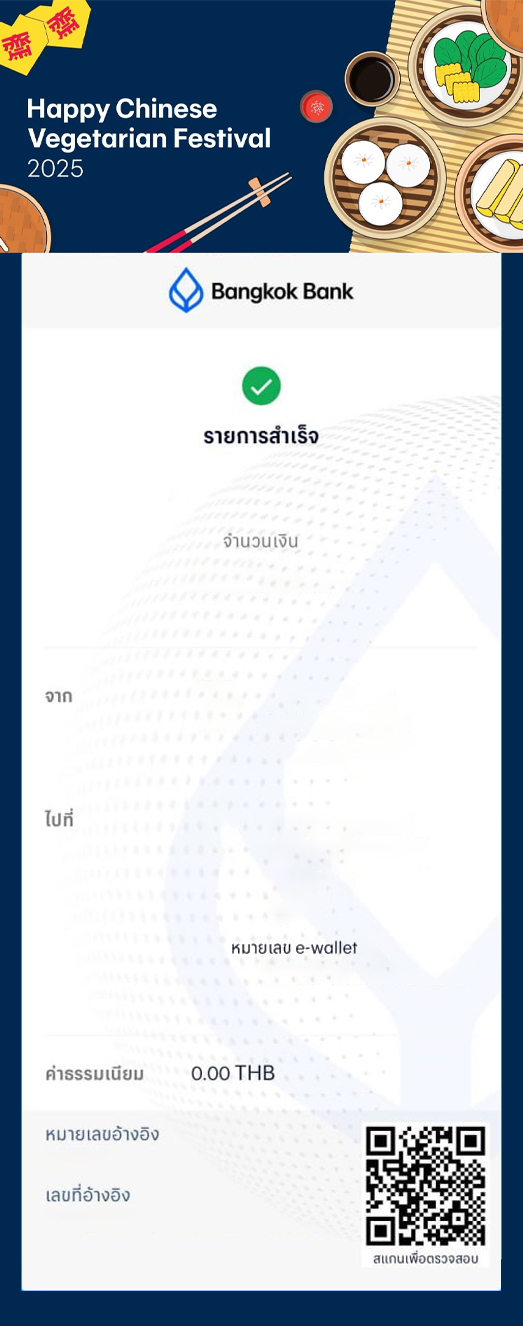 齋 齋
Happy Chinese
Vegetarian Festival
2025
Bangkok Bank
รายการสำเร็จ
จำนวนเงิน
จาก
ไปที่
หมายเลข e-wallet
ค่าธรรมเนียม 0.00 THB
หมายเลขอ้างอิง
เลขที่อ้างอิง
สแกนเพื่อตรวจสอบ